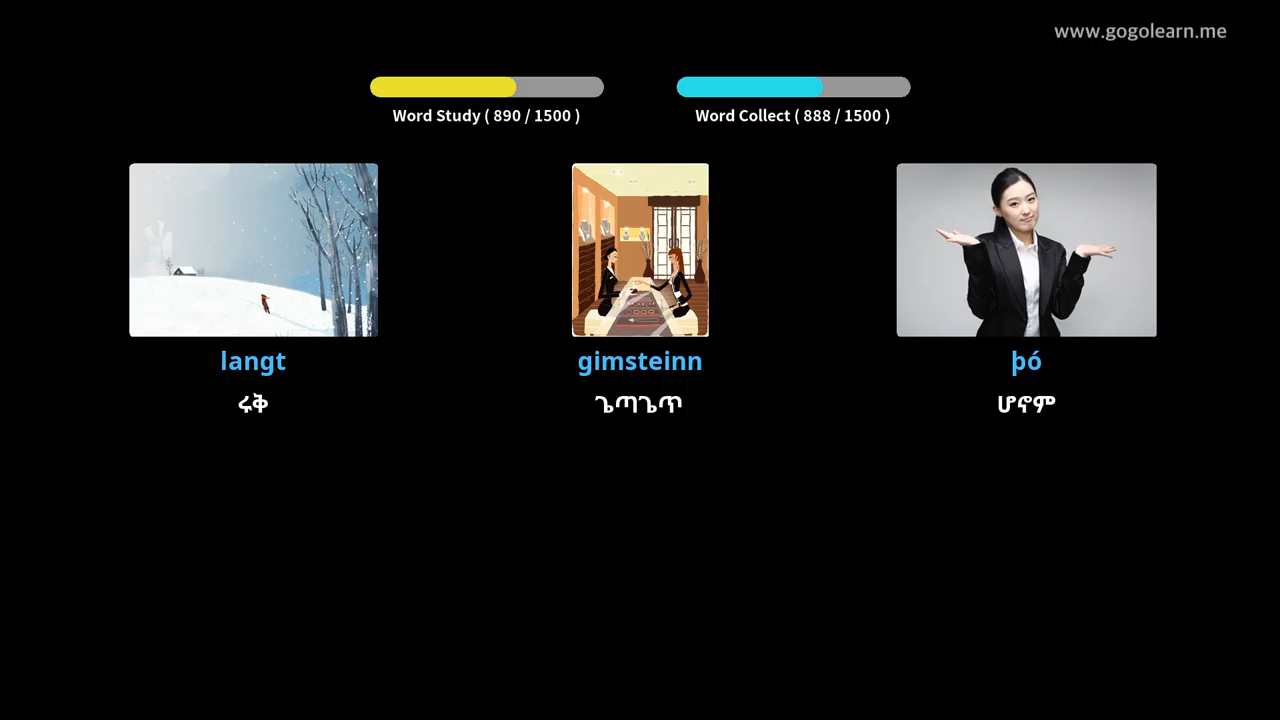 www.gogolearn.me
Word Study ( 890 / 1500 )
Word Collect ( 888 / 1500 )
langt
gimsteinn
þó
ሩቅ
ጌጣጌጥ
ሆኖም